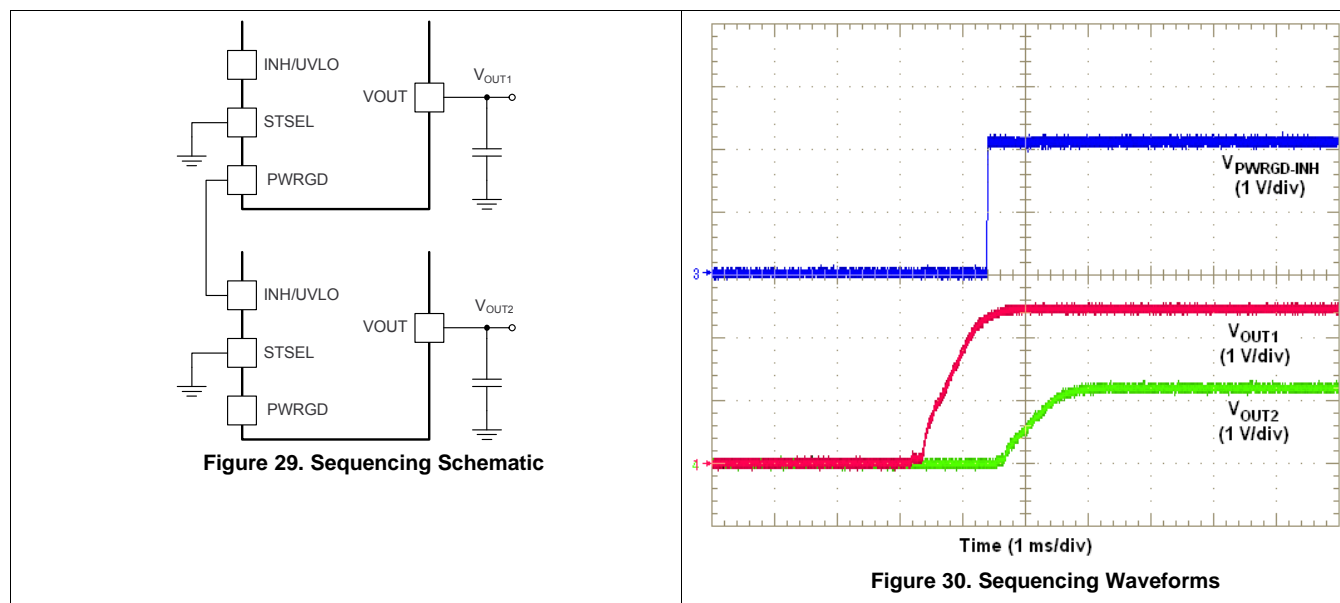 INH/UVLO
VOUT
VOUT1
STSEL
PWRGD
INH/UVLO
VOUT
VOUT2
STSEL
PWRGD
Figure 29. Sequencing Schematic
VPWRGD-INH
(1 V/div)
3
VOUT1
(1 V/div)
VOUT2
(1 V/div)
Time (1 ms/div)
Figure 30. Sequencing Waveforms